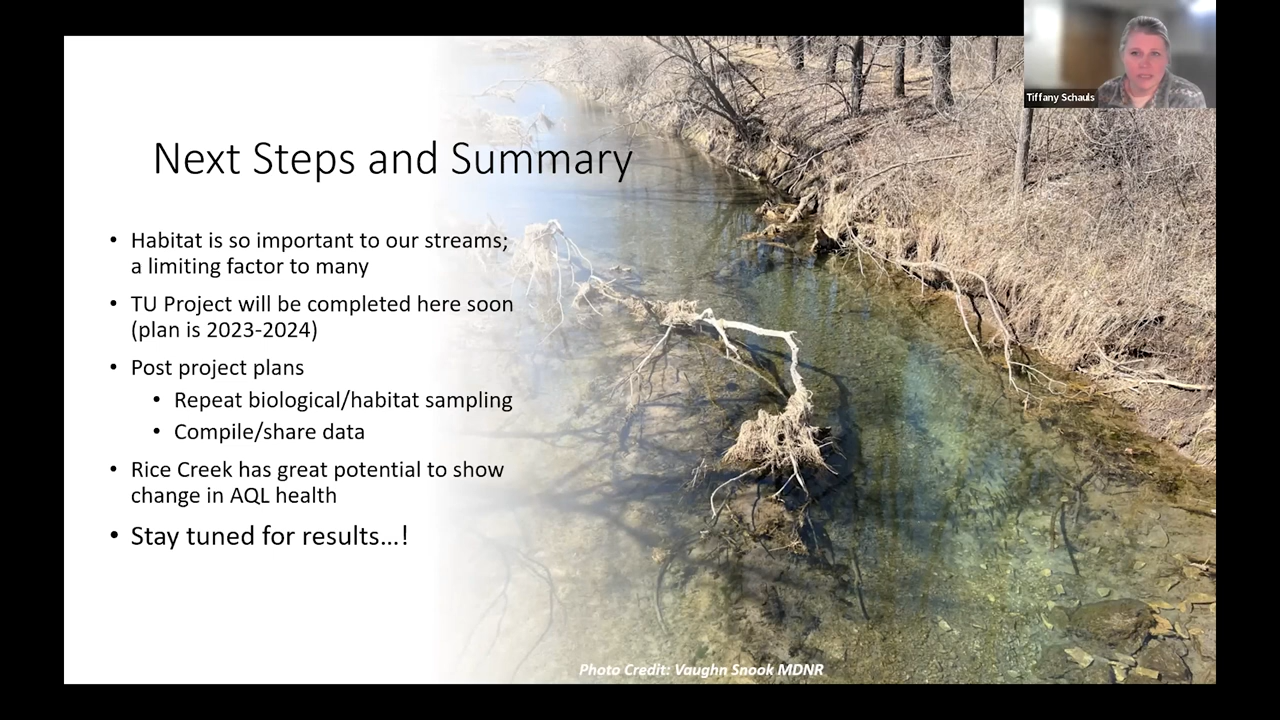 Tiffany Schauls
Next Steps and Summary
• Habitat is so important to our streams;
a limiting factor to many
• TU Project will be completed here soon
(plan is 2023-2024)
• Post project plans
• Repeat biological/habitat sampling
• Compile/share data
• Rice Creek has great potential to show
change in AQL health
• Stay tuned for results...!
Photo Credit: Vaughn Snook MDNR